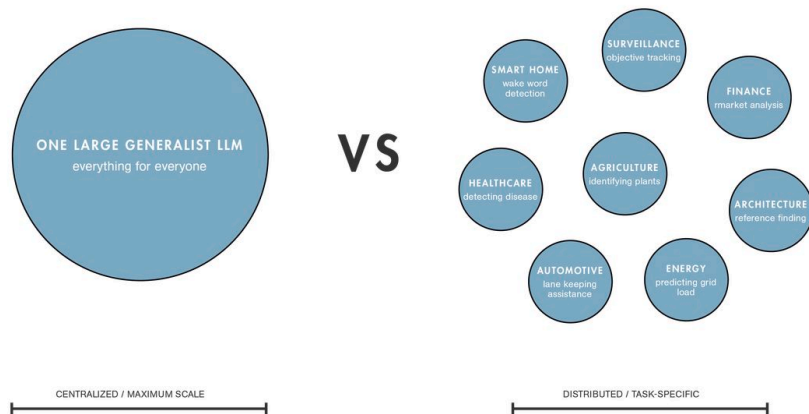 ONE LARGE GENERALIST LLM
everything for everyone
VS
SURVEILLANCE
objective tracking
SMART HOME
wake word
detection
FINANCE
rmarket analysis
HEALTHCARE
detecting disease
AGRICULTURE
identifying plants
ARCHITECTURE
reference finding
AUTOMOTIVE
lane keeping
assistance
ENERGY
predicting grid
load
CENTRALIZED / MAXIMUM SCALE
DISTRIBUTED / TASK-SPECIFIC